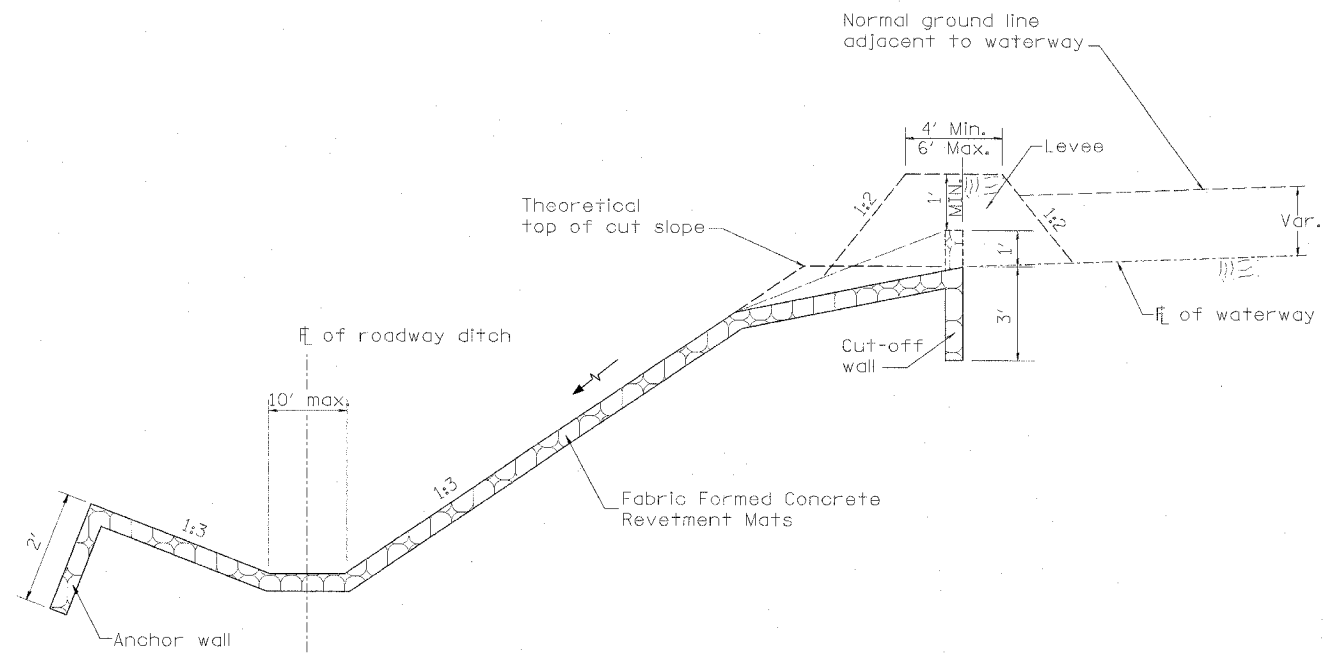 Normal ground line
adjacent to waterway
4' Min.
6' Max.
Levee
1:2
1' MIN.
1:2
Var.
Theoretical
top of cut slope
1'
3'
℄ of waterway
℄ of roadway ditch
Cut-off
wall
10' max.
1:3
Fabric Formed Concrete
Revetment Mats
1:3
2'
Anchor wall